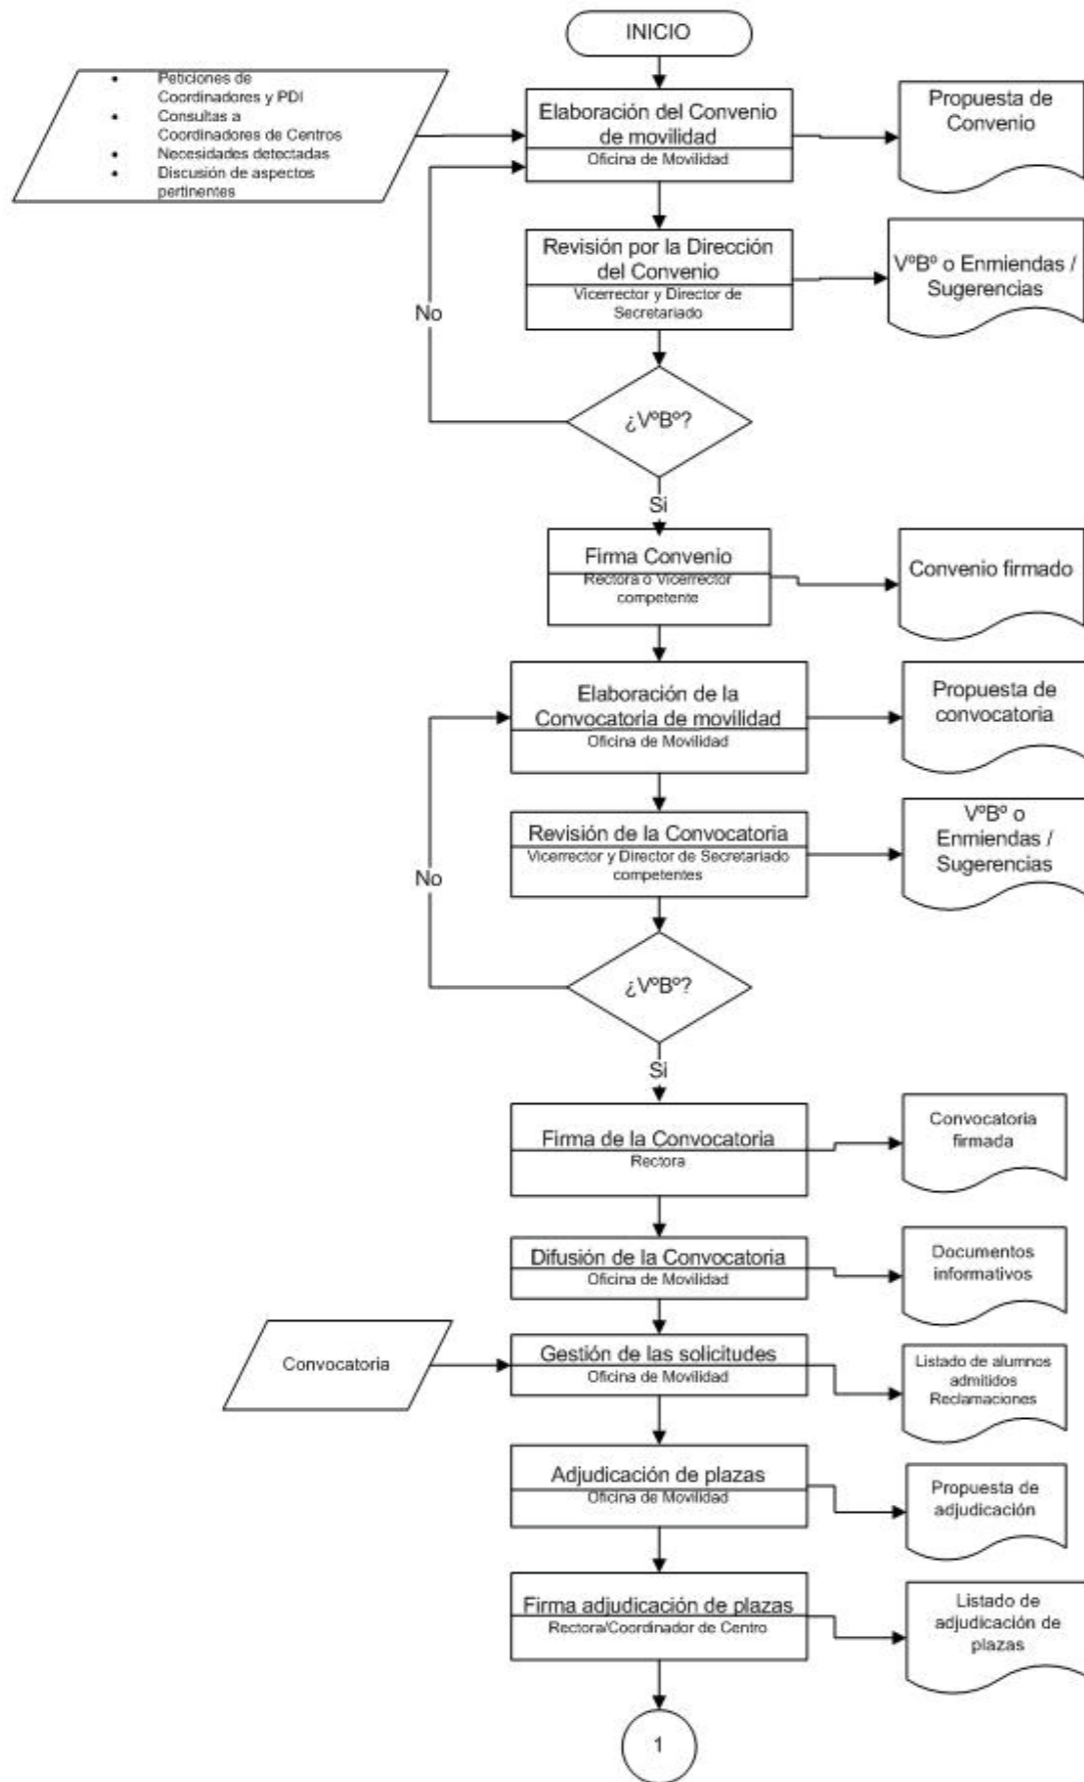 INICIO
• Peticiones de
Coordinadores y PDI
• Consultas a
Coordinadores de Centros
• Necesidades detectadas
• Discusión de aspectos
pertinentes
Elaboración del Convenio
de movilidad
Oficina de Movilidad
Propuesta de
Convenio
Revisión por la Dirección
del Convenio
Vicerrector y Director de
Secretariado
VºBº o Enmiendas /
Sugerencias
No
¿VºBº?
Si
Firma Convenio
Rectora o Vicerrector
competente
Convenio firmado
Elaboración de la
Convocatoria de movilidad
Oficina de Movilidad
Propuesta de
convocatoria
Revisión de la Convocatoria
Vicerrector y Director de Secretariado
competentes
VºBº o
Enmiendas /
Sugerencias
No
¿VºBº?
Si
Firma de la Convocatoria
Rectora
Convocatoria
firmada
Difusión de la Convocatoria
Oficina de Movilidad
Documentos
informativos
Convocatoria
Gestión de las solicitudes
Oficina de Movilidad
Listado de alumnos
admitidos
Reclamaciones
Adjudicación de plazas
Oficina de Movilidad
Propuesta de
adjudicación
Firma adjudicación de plazas
Rectora/Coordinador de Centro
Listado de
adjudicación de
plazas
1